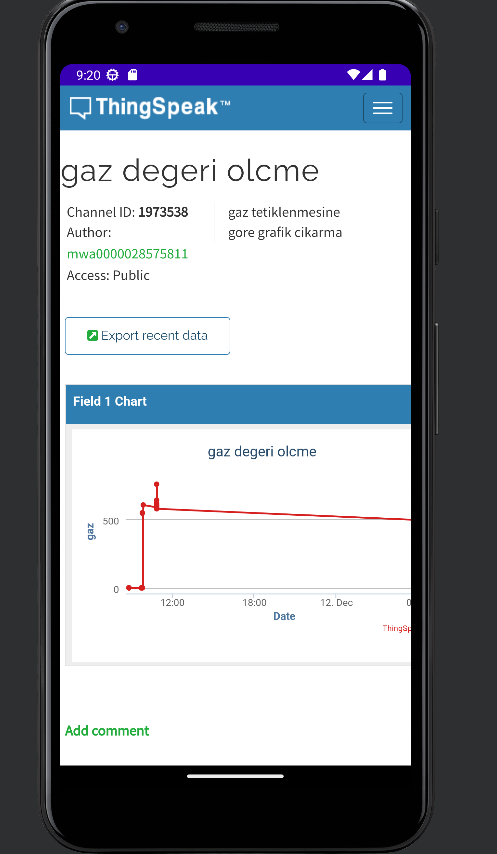 9:20
ThingSpeak™
gaz degeri olcme
Channel ID: 1973538
Author:
mwa0000028575811
Access: Public
gaz tetiklenmesine
gore grafik cikarma
Export recent data
Field 1 Chart
gaz degeri olcme
gaz
500
0
12:00
18:00
12. Dec
0
Date
ThingSp
Add comment